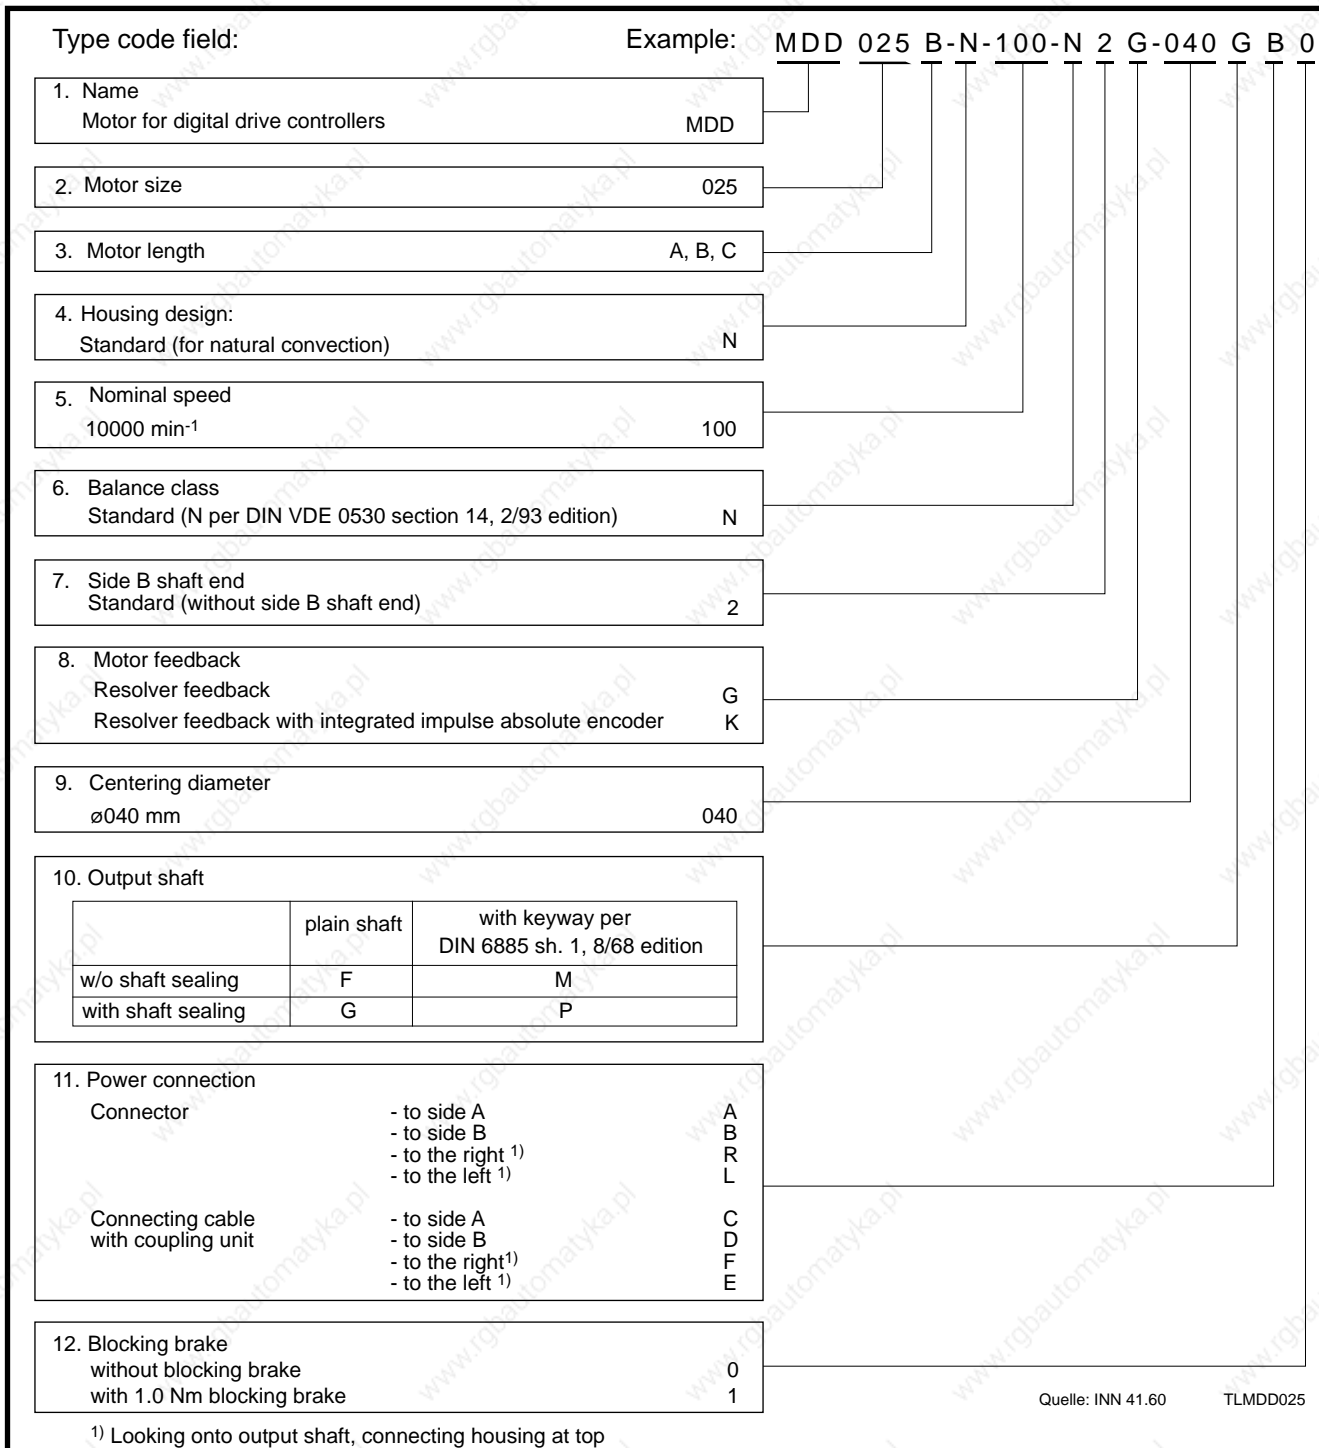 Type code field: Example: MDD 025 B-N-100-N 2 G-040 G B 0
1. Name
Motor for digital drive controllers MDD
2. Motor size 025
3. Motor length A, B, C
4. Housing design:
Standard (for natural convection) N
5. Nominal speed
10000 min-1 100
6. Balance class
Standard (N per DIN VDE 0530 section 14, 2/93 edition) N
7. Side B shaft end
Standard (without side B shaft end) 2
8. Motor feedback
Resolver feedback G
Resolver feedback with integrated impulse absolute encoder K
9. Centering diameter
ø040 mm 040
10. Output shaft
plain shaft with keyway per
DIN 6885 sh. 1, 8/68 edition
w/o shaft sealing F M
with shaft sealing G P
11. Power connection
Connector - to side A A
- to side B B
- to the right 1) R
- to the left 1) L
Connecting cable - to side A C
with coupling unit - to side B D
- to the right1) F
- to the left 1) E
12. Blocking brake
without blocking brake 0
with 1.0 Nm blocking brake 1
Quelle: INN 41.60 TLMDD025
1) Looking onto output shaft, connecting housing at top
www.rgbautomatyka.pl